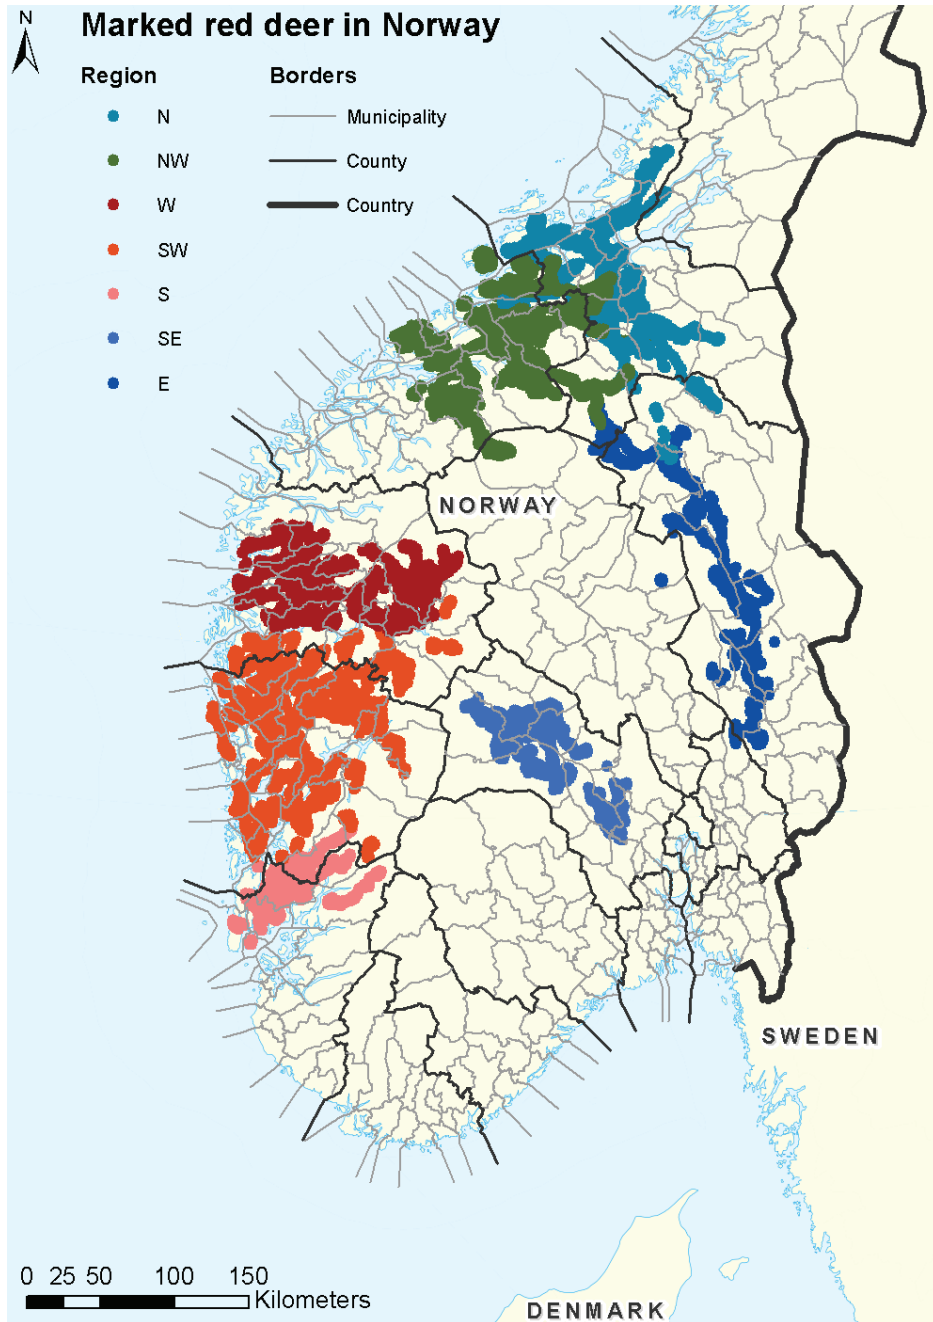 N
Marked red deer in Norway
Region
Borders
N
Municipality
NW
County
W
Country
SW
S
SE
E
NORWAY
SWEDEN
0 25 50 100 150
Kilometers
DENMARK